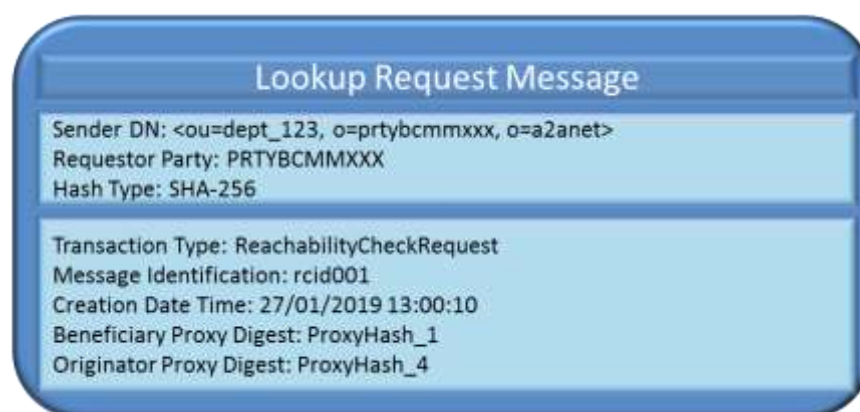 Lookup Request Message
Sender DN: <ou=dept_123, o=prtybcmmxxx, o=a2anet>
Requestor Party: PRTYBCMMXXX
Hash Type: SHA-256
Transaction Type: ReachabilityCheckRequest
Message Identification: rcid001
Creation Date Time: 27/01/2019 13:00:10
Beneficiary Proxy Digest: ProxyHash_1
Originator Proxy Digest: ProxyHash_4